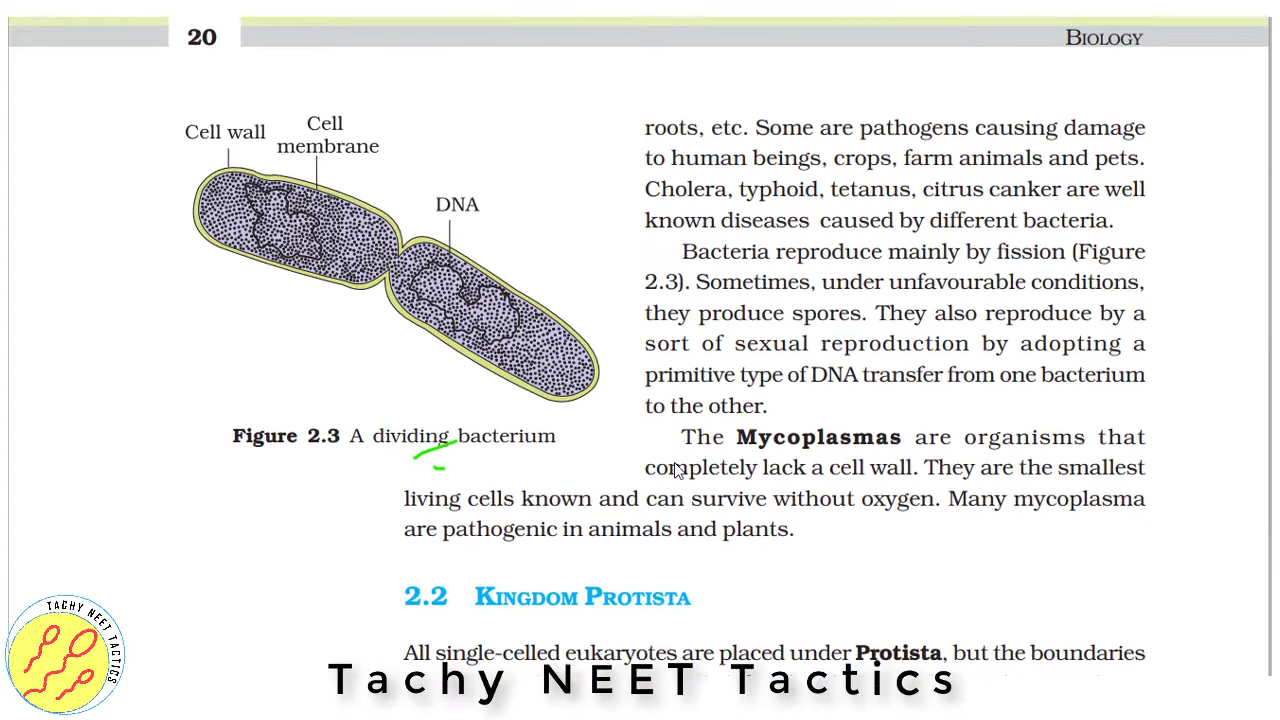 20
BIOLOGY
Cell wall
Cell
membrane
DNA
Figure 2.3 A dividing bacterium
roots, etc. Some are pathogens causing damage
to human beings, crops, farm animals and pets.
Cholera, typhoid, tetanus, citrus canker are well
known diseases caused by different bacteria.
Bacteria reproduce mainly by fission (Figure
2.3). Sometimes, under unfavourable conditions,
they produce spores. They also reproduce by a
sort of sexual reproduction by adopting a
primitive type of DNA transfer from one bacterium
to the other.
The Mycoplasmas are organisms that
completely lack a cell wall. They are the smallest
living cells known and can survive without oxygen. Many mycoplasma
are pathogenic in animals and plants.
2.2 KINGDOM PROTISTA
All single-celled eukaryotes are placed under Protista, but the boundaries
TACHY NEET TACTICS
Tachy NEET Tactics